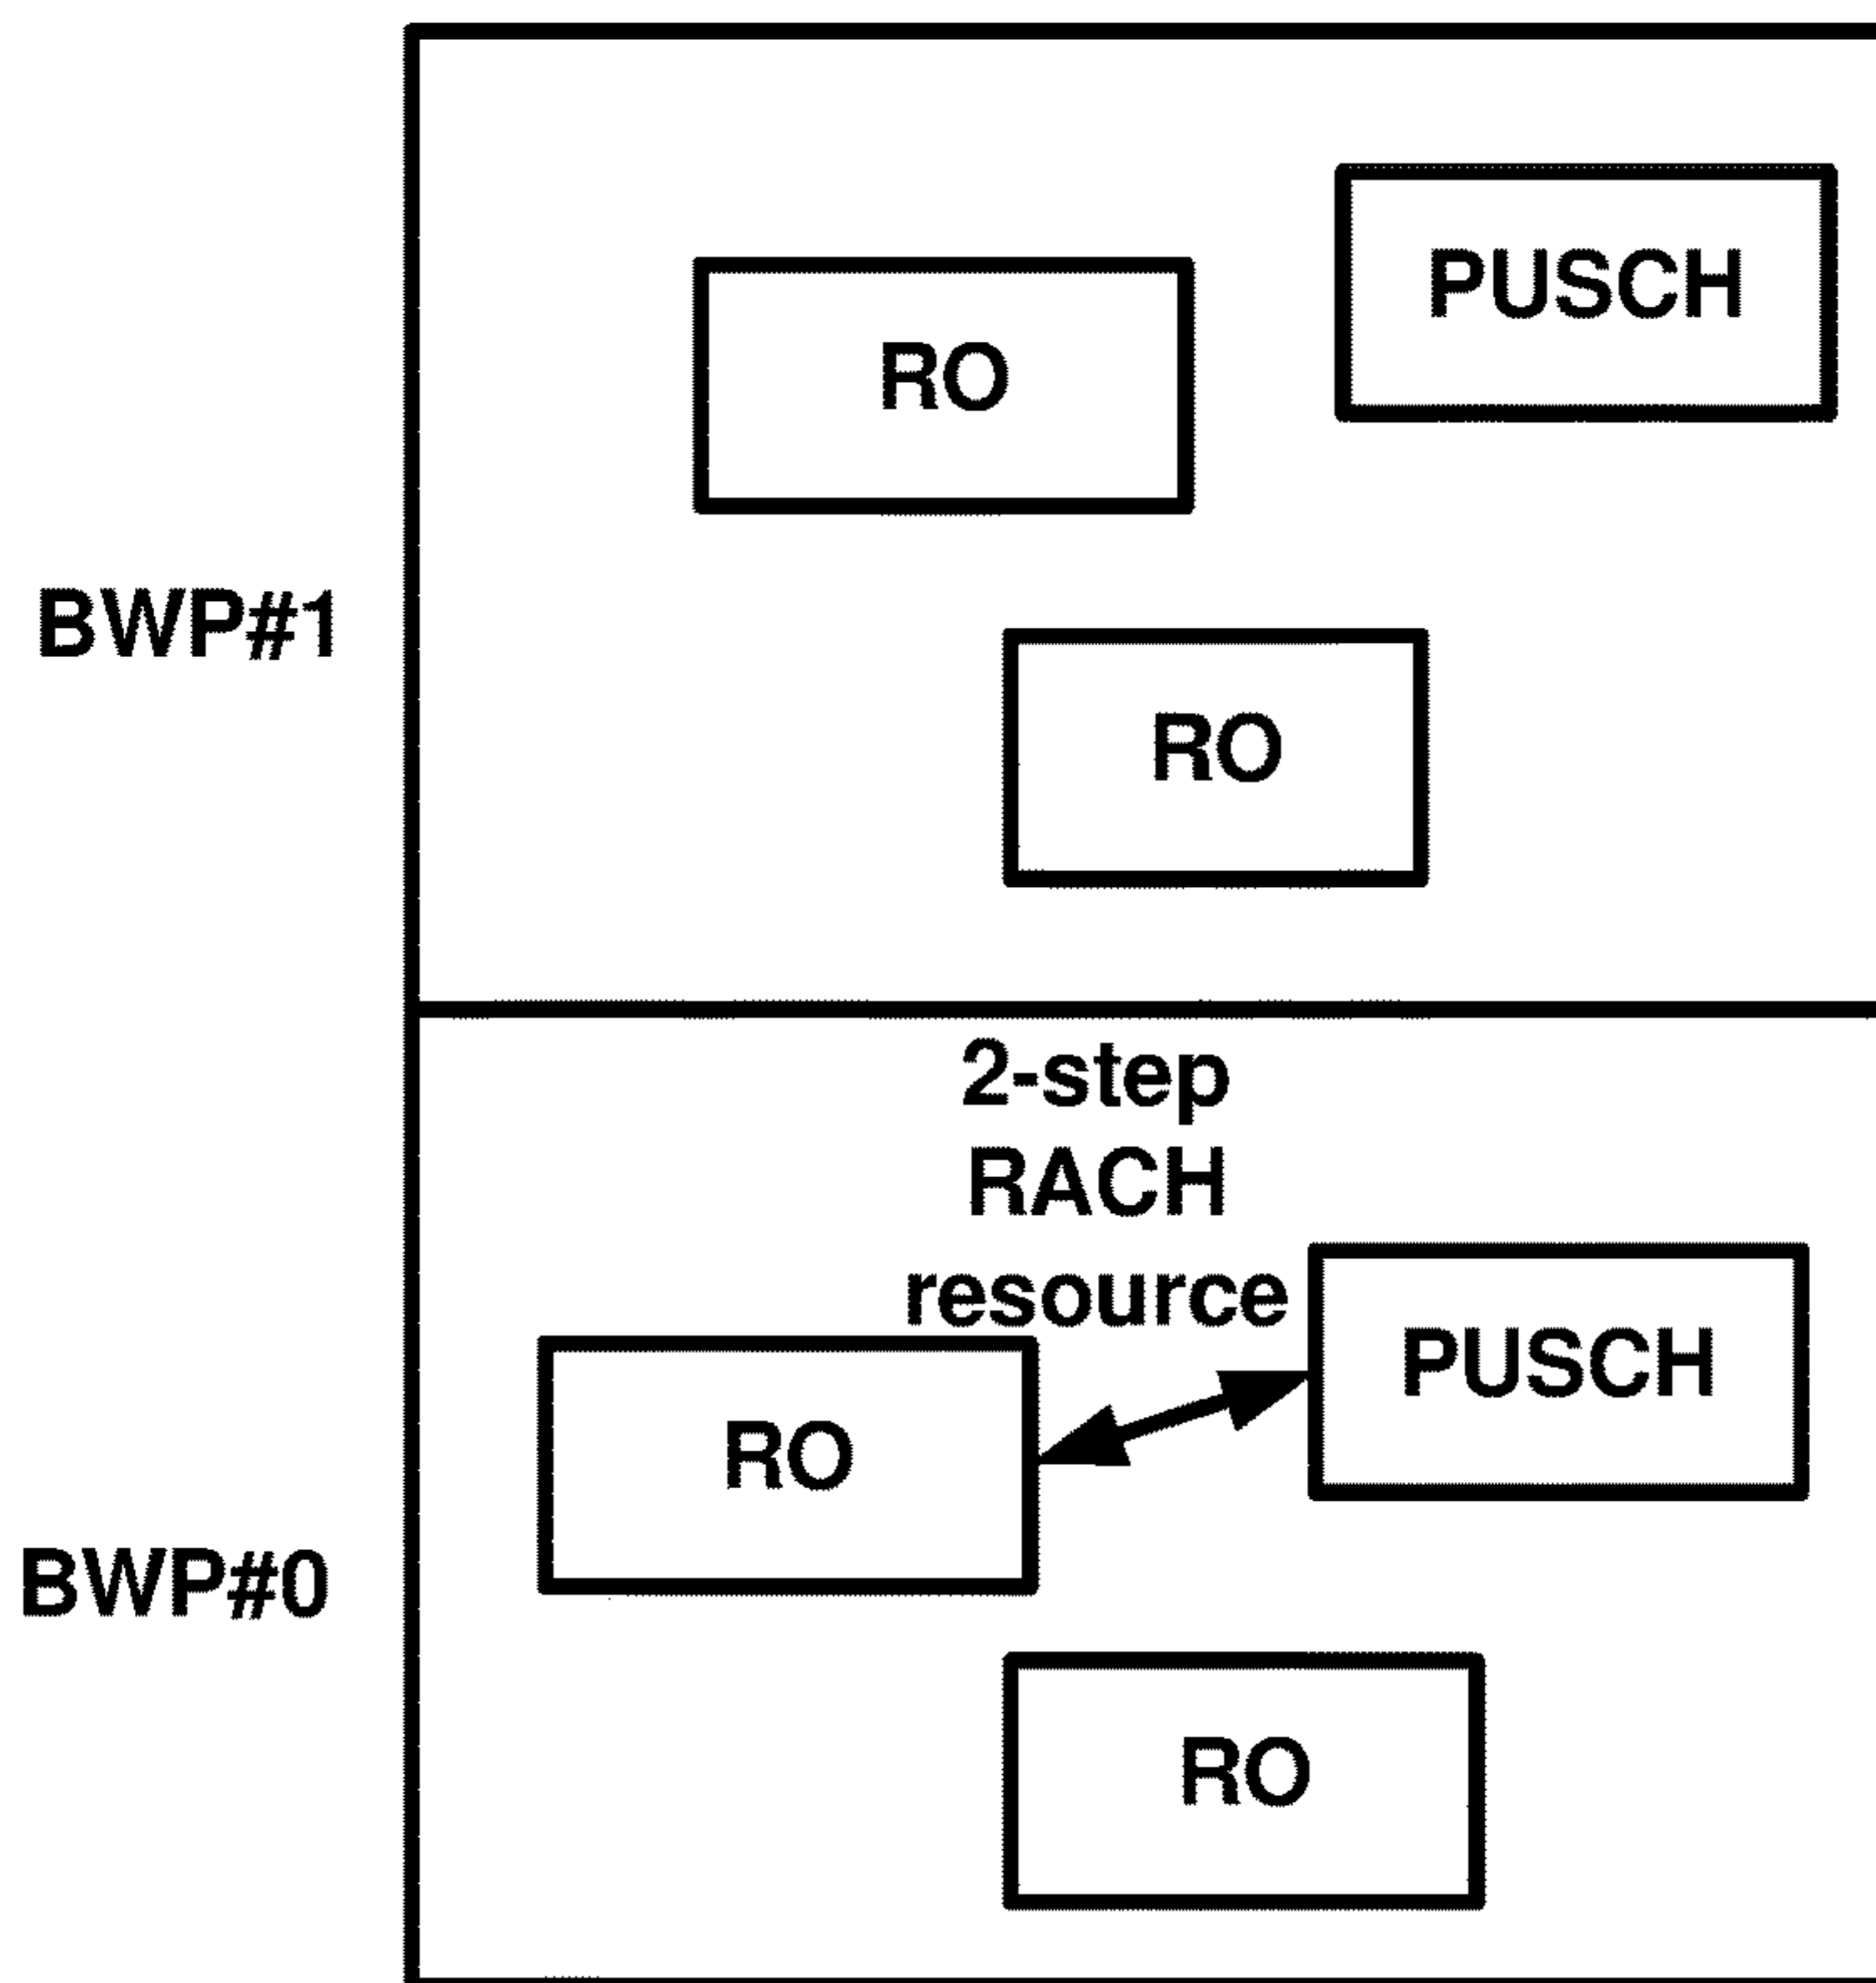 PUSCH
RO
BWP#1
RO
2-step
RACH
resource
PUSCH
RO
BWP#0
RO